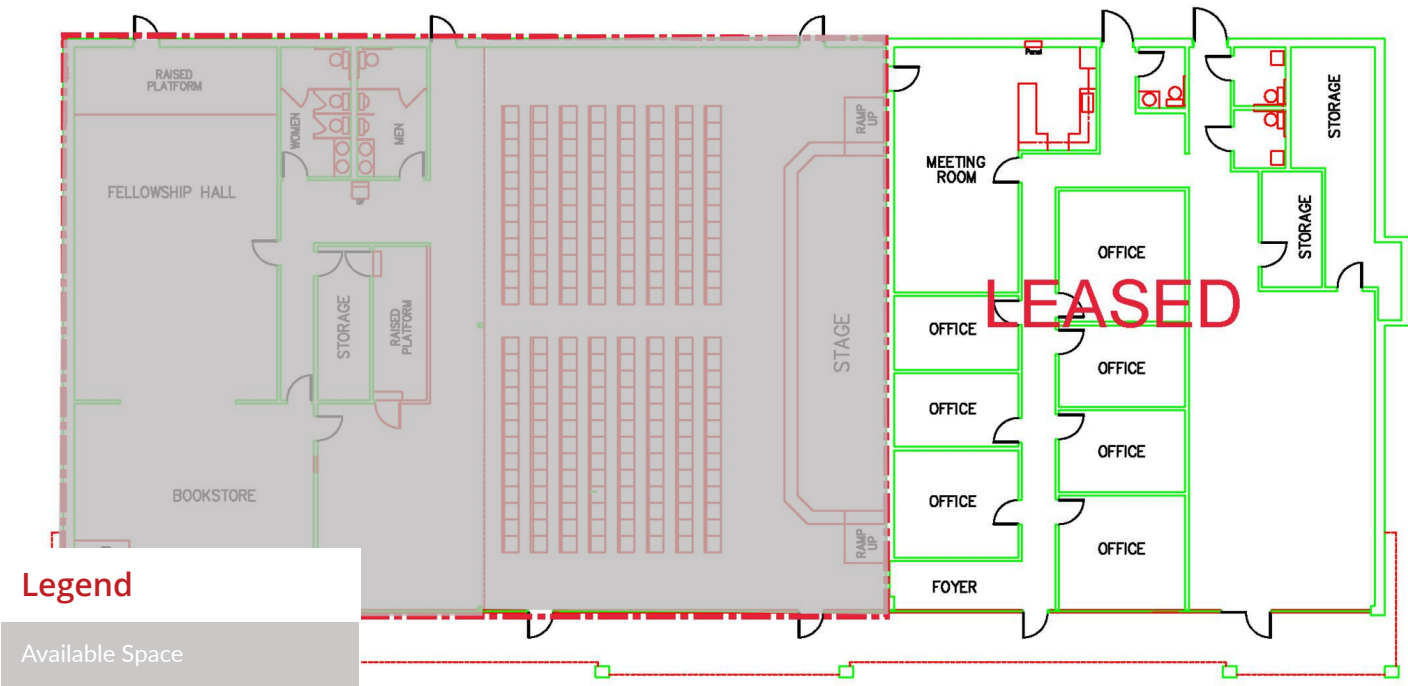 Panel
RAISED
PLATFORM
WOMEN
MEN
RAMP
UP
STORAGE
MEETING
ROOM
FELLOWSHIP HALL
STORAGE
OFFICE
LEASED
STORAGE
RAISED
PLATFORM
STAGE
OFFICE
OFFICE
OFFICE
OFFICE
BOOKSTORE
OFFICE
RAMP
UP
OFFICE
FOYER
Legend
Available Space